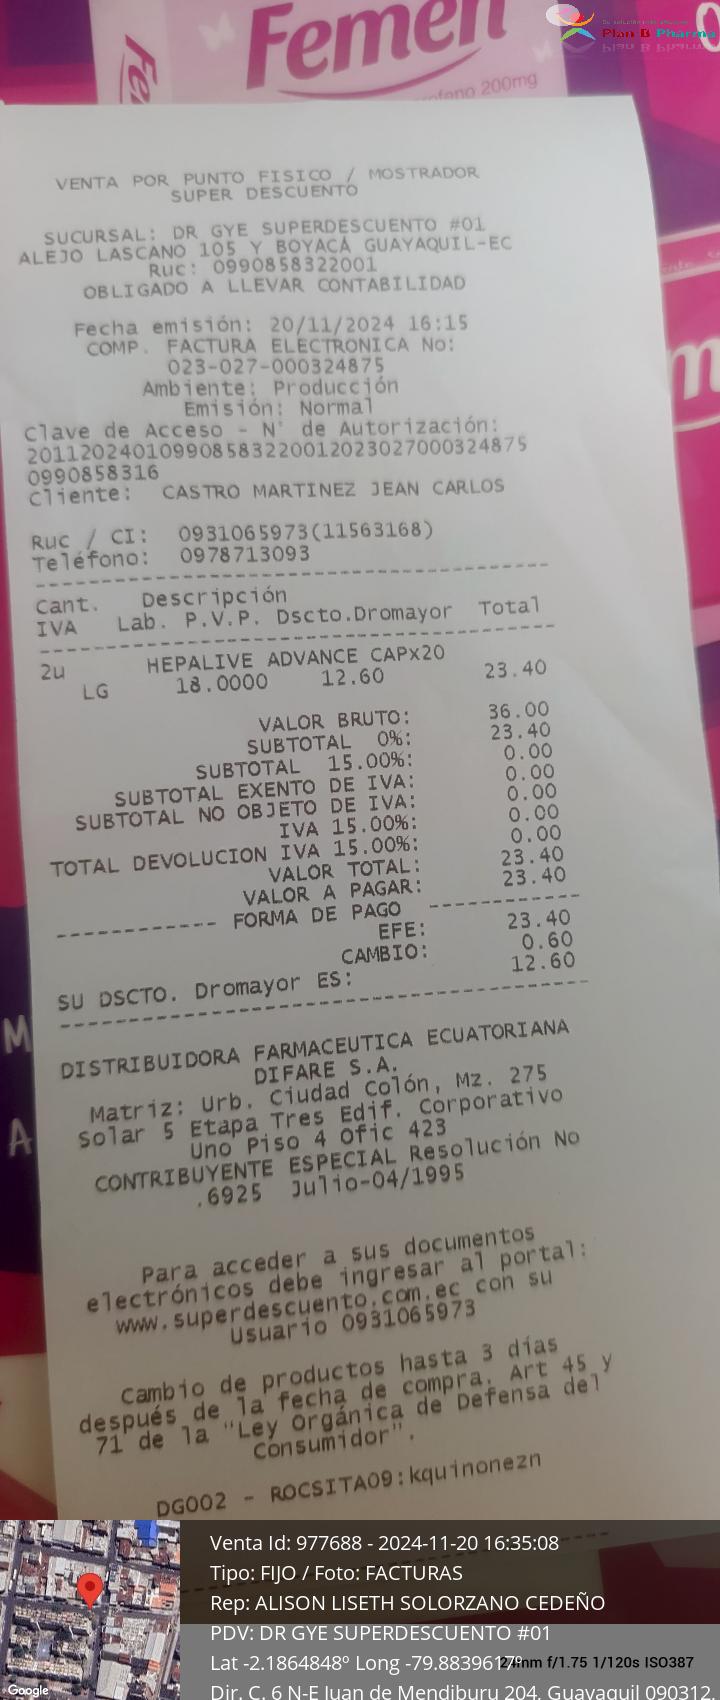 Femen
Su solución
Plan B Pharma
ofeno 200mg
VENTA POR PUNTO FISICO / MOSTRADOR
SUPER DESCUENTO
SUCURSAL: DR GYE SUPERDESCUENTO #01
ALEJO LASCANO 105 Y BOYACÁ GUAYAQUIL-EC
Ruc: 0990858322001
OBLIGADO A LLEVAR CONTABILIDAD
Fecha emisión: 20/11/2024 16:15
COMP. FACTURA ELECTRONICA No:
023-027-000324875
Ambiente: Producción
Emisión: Normal
Clave de Acceso - N° de Autorización:
201120240109908583220012023027000324875
0990858316
Cliente: CASTRO MARTINEZ JEAN CARLOS
Ruc / CI: 0931065973(11563168)
Teléfono: 0978713093
Cant. Descripción
IVA Lab. P.V.P. Dscto.Dromayor Total
2u HEPALIVE ADVANCE CAPx20
LG 18.0000 12.60 23.40
VALOR BRUTO: 36.00
SUBTOTAL 0%: 23.40
SUBTOTAL 15.00%: 0.00
SUBTOTAL EXENTO DE IVA: 0.00
SUBTOTAL NO OBJETO DE IVA: 0.00
IVA 15.00%: 0.00
TOTAL DEVOLUCION IVA 15.00%: 0.00
VALOR TOTAL: 23.40
VALOR A PAGAR: 23.40
------------ FORMA DE PAGO ------------
EFE: 23.40
CAMBIO: 0.60
SU DSCTO. Dromayor ES: 12.60
DISTRIBUIDORA FARMACEUTICA ECUATORIANA
DIFARE S.A.
Matriz: Urb. Ciudad Colón, Mz. 275
Solar 5 Etapa Tres Edif. Corporativo
Uno Piso 4 Ofic 423
CONTRIBUYENTE ESPECIAL Resolución No
.6925 Julio-04/1995
Para acceder a sus documentos
electrónicos debe ingresar al portal:
www.superdescuento.com.ec con su
Usuario 0931065973
Cambio de productos hasta 3 días
después de la fecha de compra. Art 45 y
71 de la "Ley Orgánica de Defensa del
Consumidor".
DG002 - ROCSITA09:kquinonezn
Venta Id: 977688 - 2024-11-20 16:35:08
Tipo: FIJO / Foto: FACTURAS
Rep: ALISON LISETH SOLORZANO CEDEÑO
PDV: DR GYE SUPERDESCUENTO #01
Lat -2.1864848º Long -79.8839617º
24mm f/1.75 1/120s ISO387
Dir. C. 6 N-E Juan de Mendiburu 204, Guayaquil 090312
Google